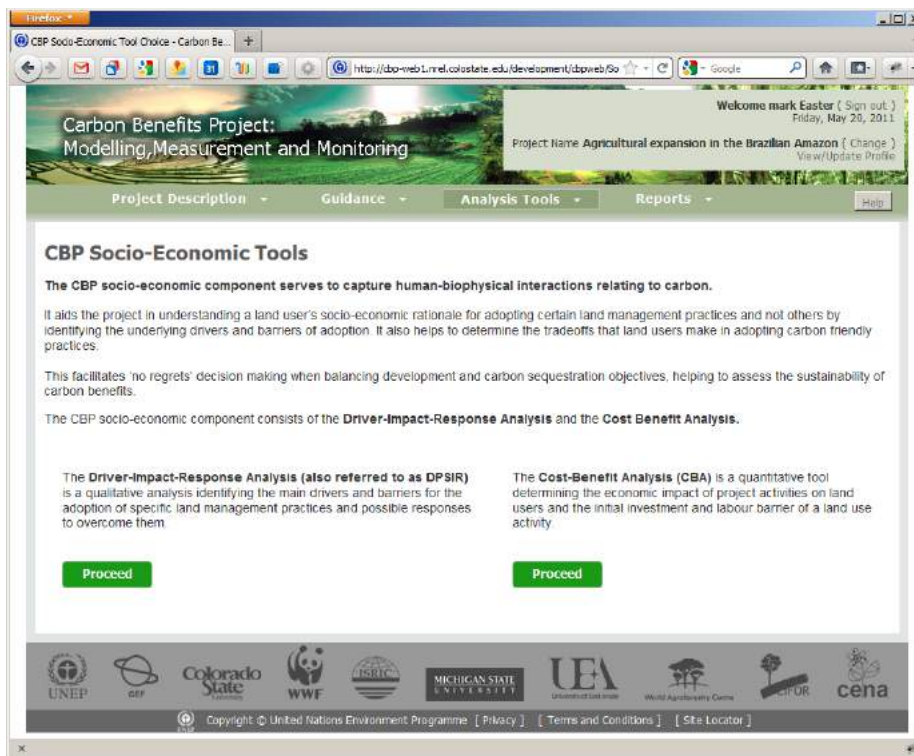 Firefox
CBP Socio-Economic Tool Choice - Carbon Be...
http://cbp-web1.nrel.colostate.edu/development/cbpweb/So
Google
Carbon Benefits Project:
Modelling,Measurement and Monitoring
Welcome mark Easter ( Sign out )
Friday, May 20, 2011
Project Name Agricultural expansion in the Brazilian Amazon ( Change )
View/Update Profile
Project Description Guidance Analysis Tools Reports Help
CBP Socio-Economic Tools
The CBP socio-economic component serves to capture human-biophysical interactions relating to carbon.
It aids the project in understanding a land user's socio-economic rationale for adopting certain land management practices and not others by
identifying the underlying drivers and barriers of adoption. It also helps to determine the tradeoffs that land users make in adopting carbon friendly
practices.
This facilitates 'no regrets' decision making when balancing development and carbon sequestration objectives, helping to assess the sustainability of
carbon benefits.
The CBP socio-economic component consists of the Driver-Impact-Response Analysis and the Cost Benefit Analysis.
The Driver-Impact-Response Analysis (also referred to as DPSIR)
is a qualitative analysis identifying the main drivers and barriers for the
adoption of specific land management practices and possible responses
to overcome them.
Proceed
The Cost-Benefit Analysis (CBA) is a quantitative tool
determining the economic impact of project activities on land
users and the initial investment and labour barrier of a land use
activity.
Proceed
UNEP
GEF
Colorado
State
WWF
ISRIC
MICHIGAN STATE
UNIVERSITY
UEA
World Agroforestry Centre
CIFOR
cena
Copyright © United Nations Environment Programme [ Privacy ] [ Terms and Conditions ] [ Site Locator ]